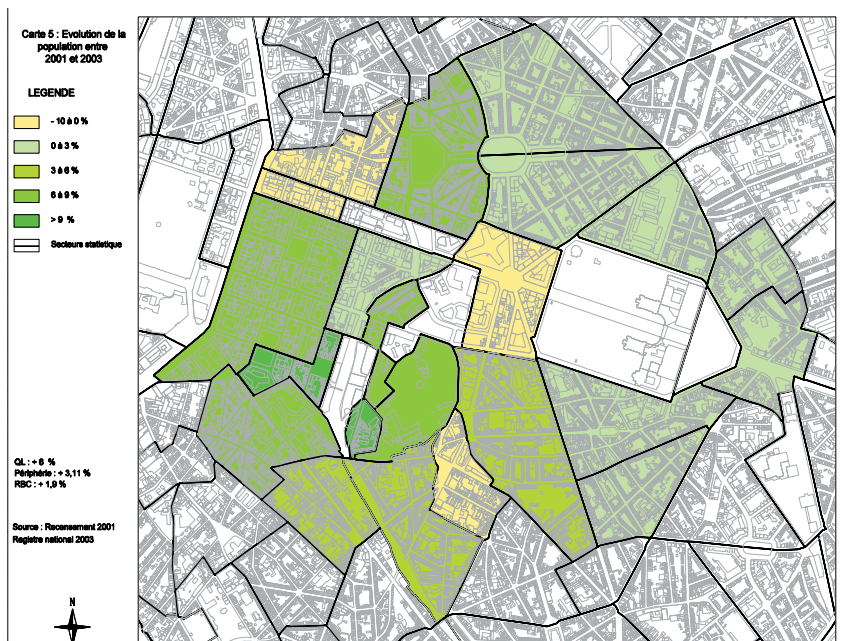 Carte 5 : Evolution de la
population entre
2001 et 2003
LEGENDE
- 10 à 0 %
0 à 3 %
3 à 6 %
6 à 9 %
> 9 %
Secteurs statistique
QL : + 6 %
Périphérie : + 3,11 %
RBC : + 1,9 %
Source : Recensement 2001
Registre national 2003
N